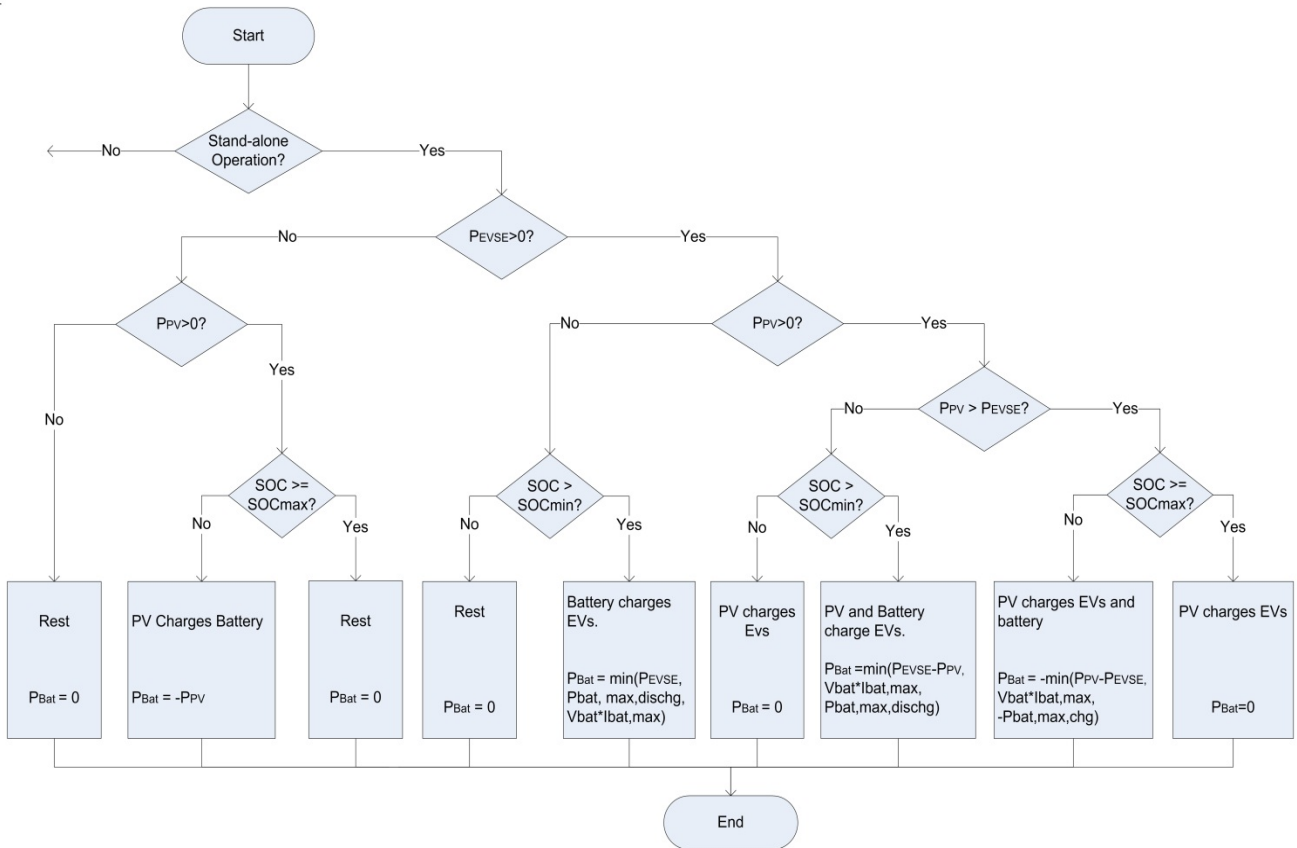 Start
Stand-alone
Operation?
No
Yes
PEVSE>0?
No
Yes
PPV>0?
PPV>0?
No
Yes
Yes
PPV > PEVSE?
No
No
Yes
SOC >=
SOCmax?
SOC >
SOCmin?
SOC >
SOCmin?
SOC >=
SOCmax?
No
Yes
No
Yes
No
Yes
No
Yes
Rest
PBat = 0
PV Charges Battery
PBat = -PPV
Rest
PBat = 0
Rest
PBat = 0
Battery charges
EVs.
PBat = min(PEVSE,
Pbat, max,dischg,
Vbat*Ibat,max)
PV charges
Evs
PBat = 0
PV and Battery
charge EVs.
PBat =min(PEVSE-PPV,
Vbat*Ibat,max,
Pbat,max,dischg)
PV charges EVs and
battery
PBat = -min(PPV-PEVSE,
Vbat*Ibat,max,
-Pbat,max,chg)
PV charges EVs
PBat=0
End